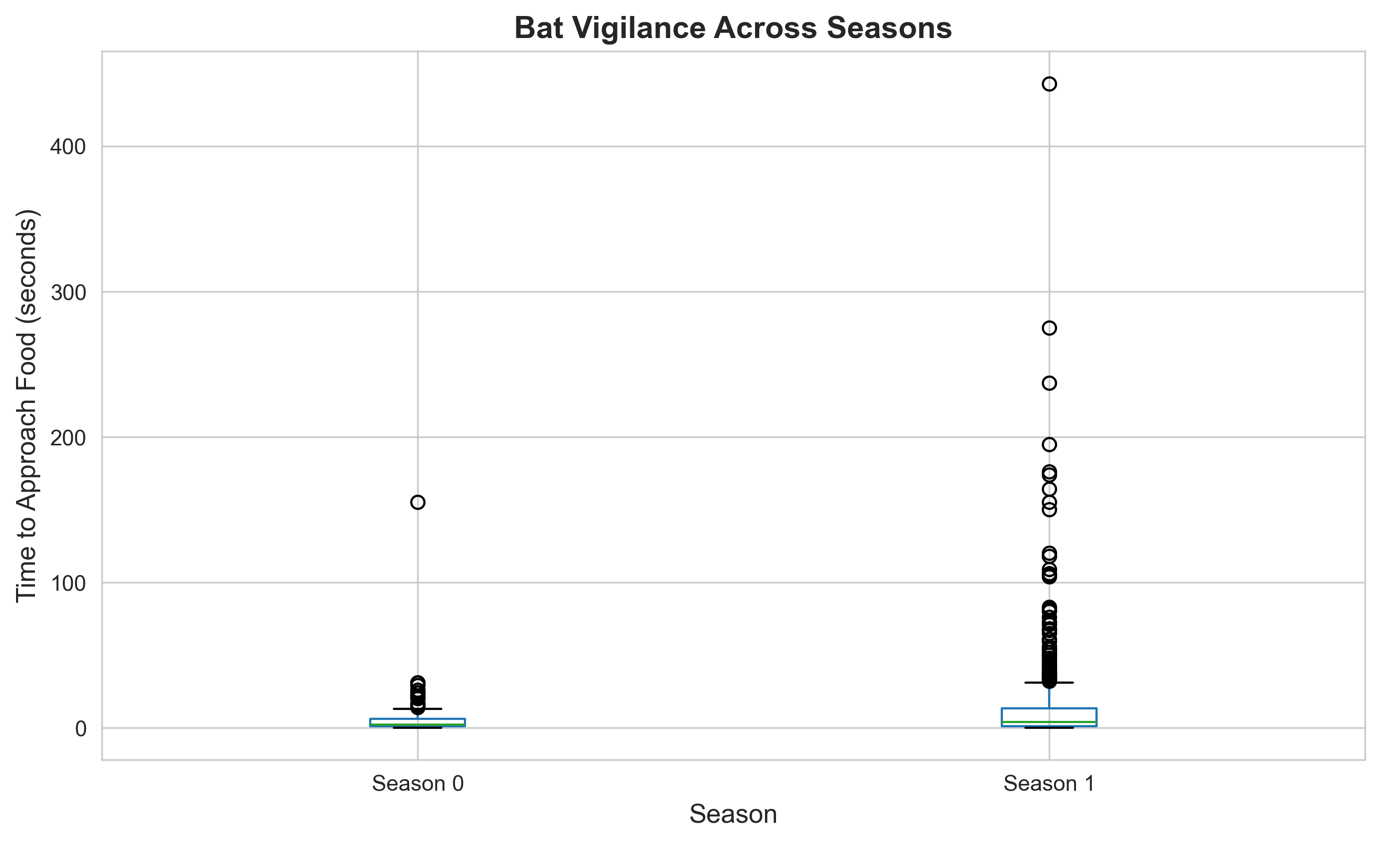 Bat Vigilance Across Seasons
Time to Approach Food (seconds)
400
300
200
100
0
Season 0
Season 1
Season